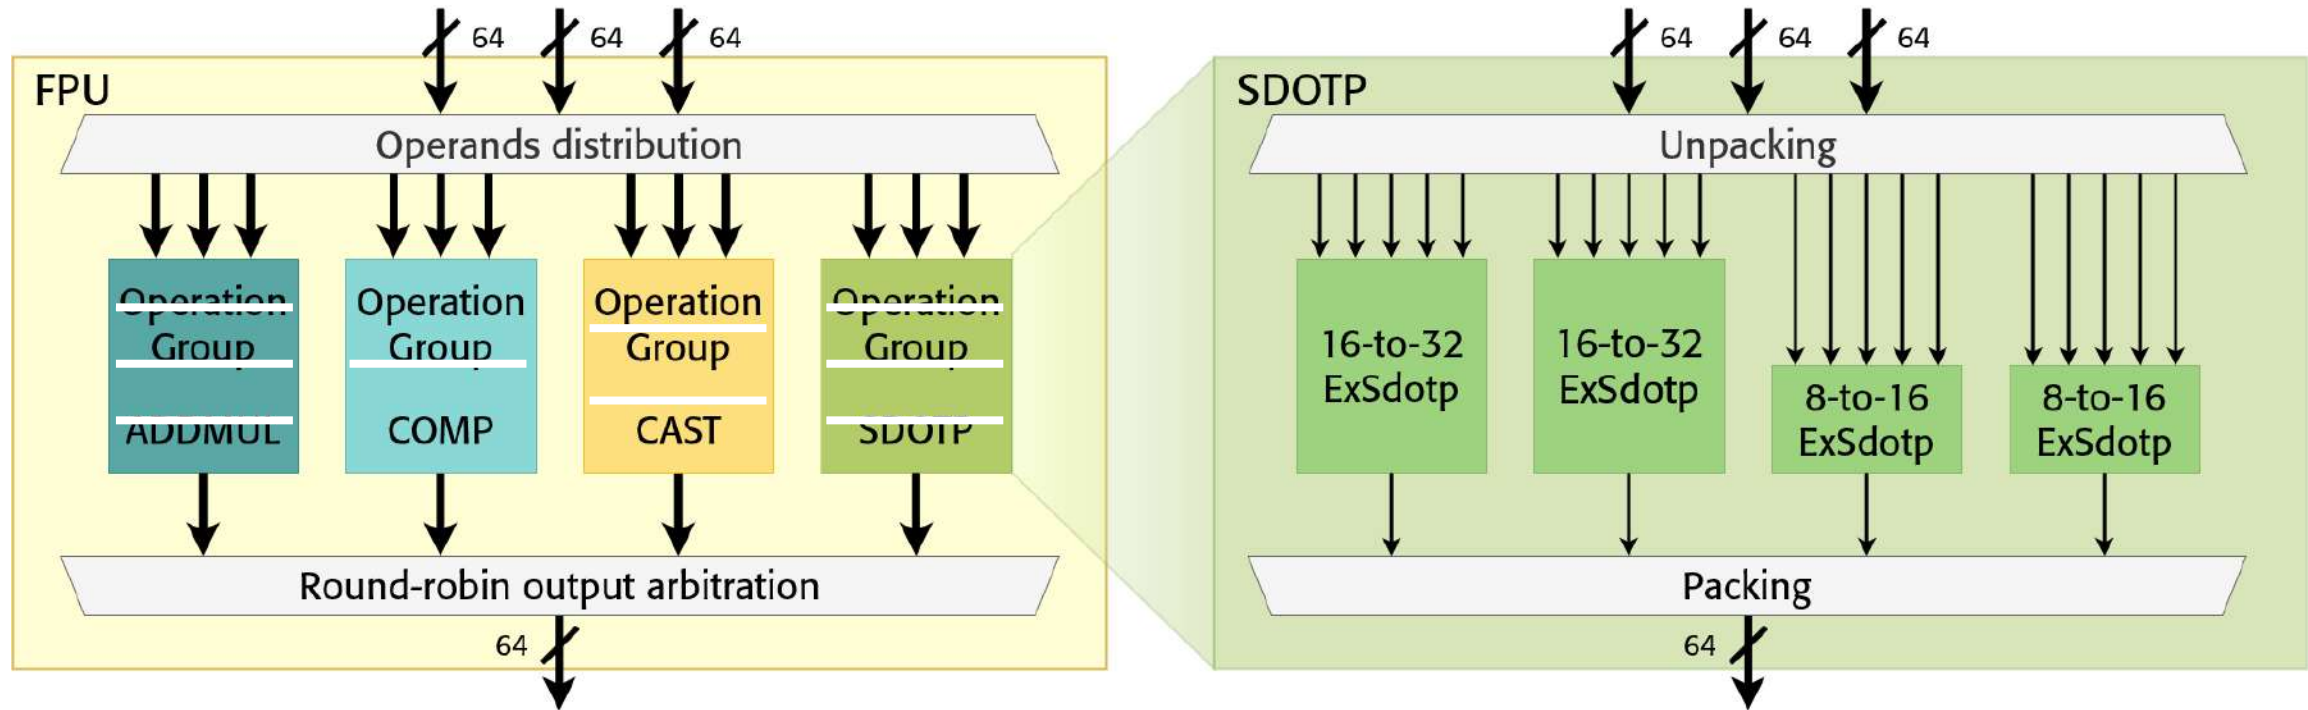 64 64 64
FPU
Operands distribution
Operation
Group
ADDMUL
Operation
Group
COMP
Operation
Group
CAST
Operation
Group
SDOTP
Round-robin output arbitration
64
64 64 64
SDOTP
Unpacking
16-to-32
ExSdotp
16-to-32
ExSdotp
8-to-16
ExSdotp
8-to-16
ExSdotp
Packing
64